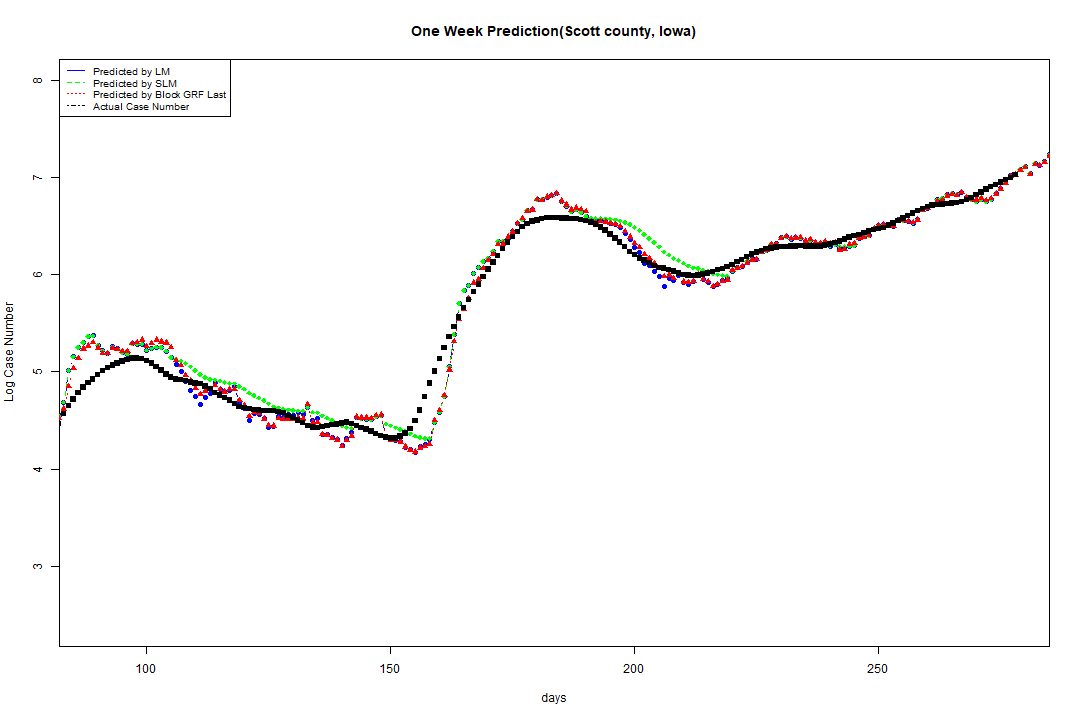 One Week Prediction(Scott county, Iowa)
Predicted by LM
Predicted by SLM
Predicted by Block GRF Last
Actual Case Number
8
7
6
5
4
3
Log Case Number
100 150 200 250
days